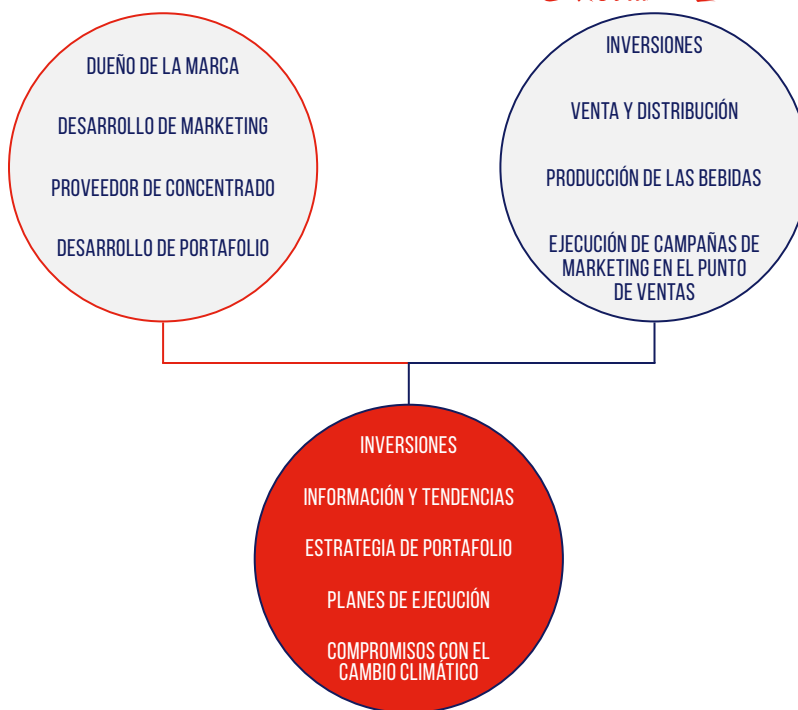 DUEÑO DE LA MARCA
DESARROLLO DE MARKETING
PROVEEDOR DE CONCENTRADO
DESARROLLO DE PORTAFOLIO
INVERSIONES
VENTA Y DISTRIBUCIÓN
PRODUCCIÓN DE LAS BEBIDAS
EJECUCIÓN DE CAMPAÑAS DE
MARKETING EN EL PUNTO
DE VENTAS
INVERSIONES
INFORMACIÓN Y TENDENCIAS
ESTRATEGIA DE PORTAFOLIO
PLANES DE EJECUCIÓN
COMPROMISOS CON EL
CAMBIO CLIMÁTICO